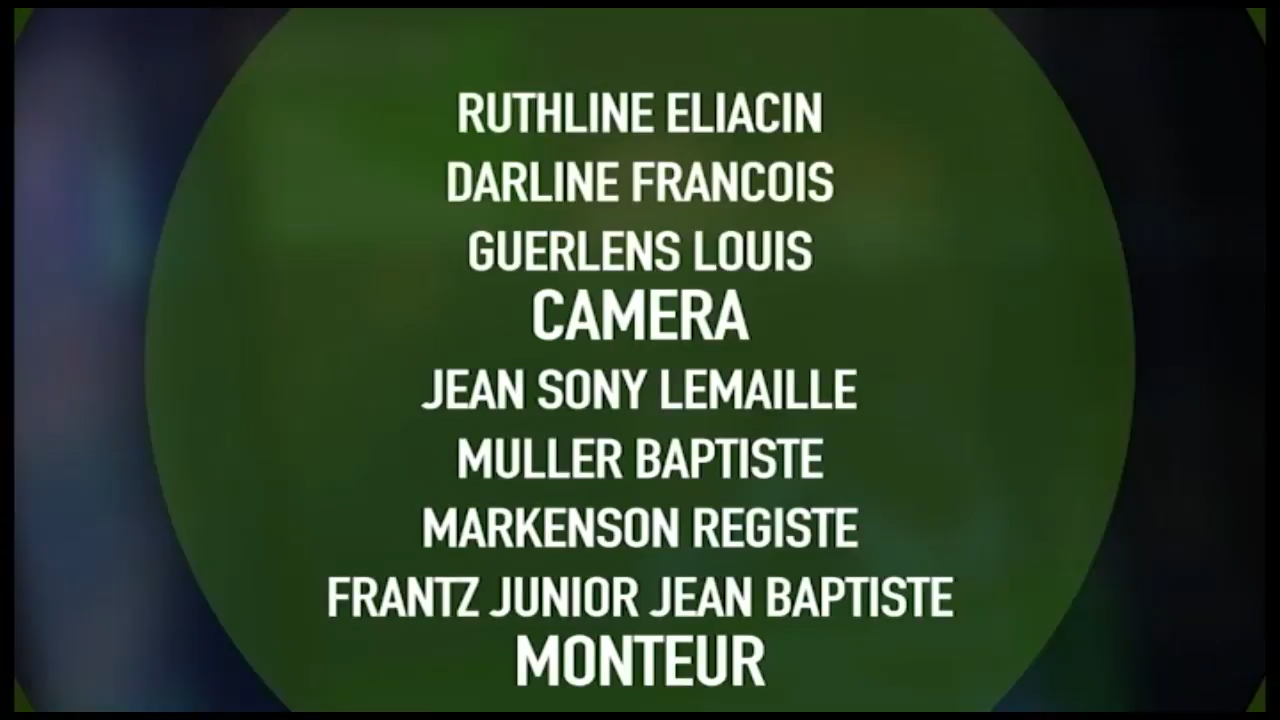 RUTHLINE ELIACIN
DARLINE FRANCOIS
GUERLENS LOUIS
CAMERA
JEAN SONY LEMAILLE
MULLER BAPTISTE
MARKENSON REGISTE
FRANTZ JUNIOR JEAN BAPTISTE
MONTEUR